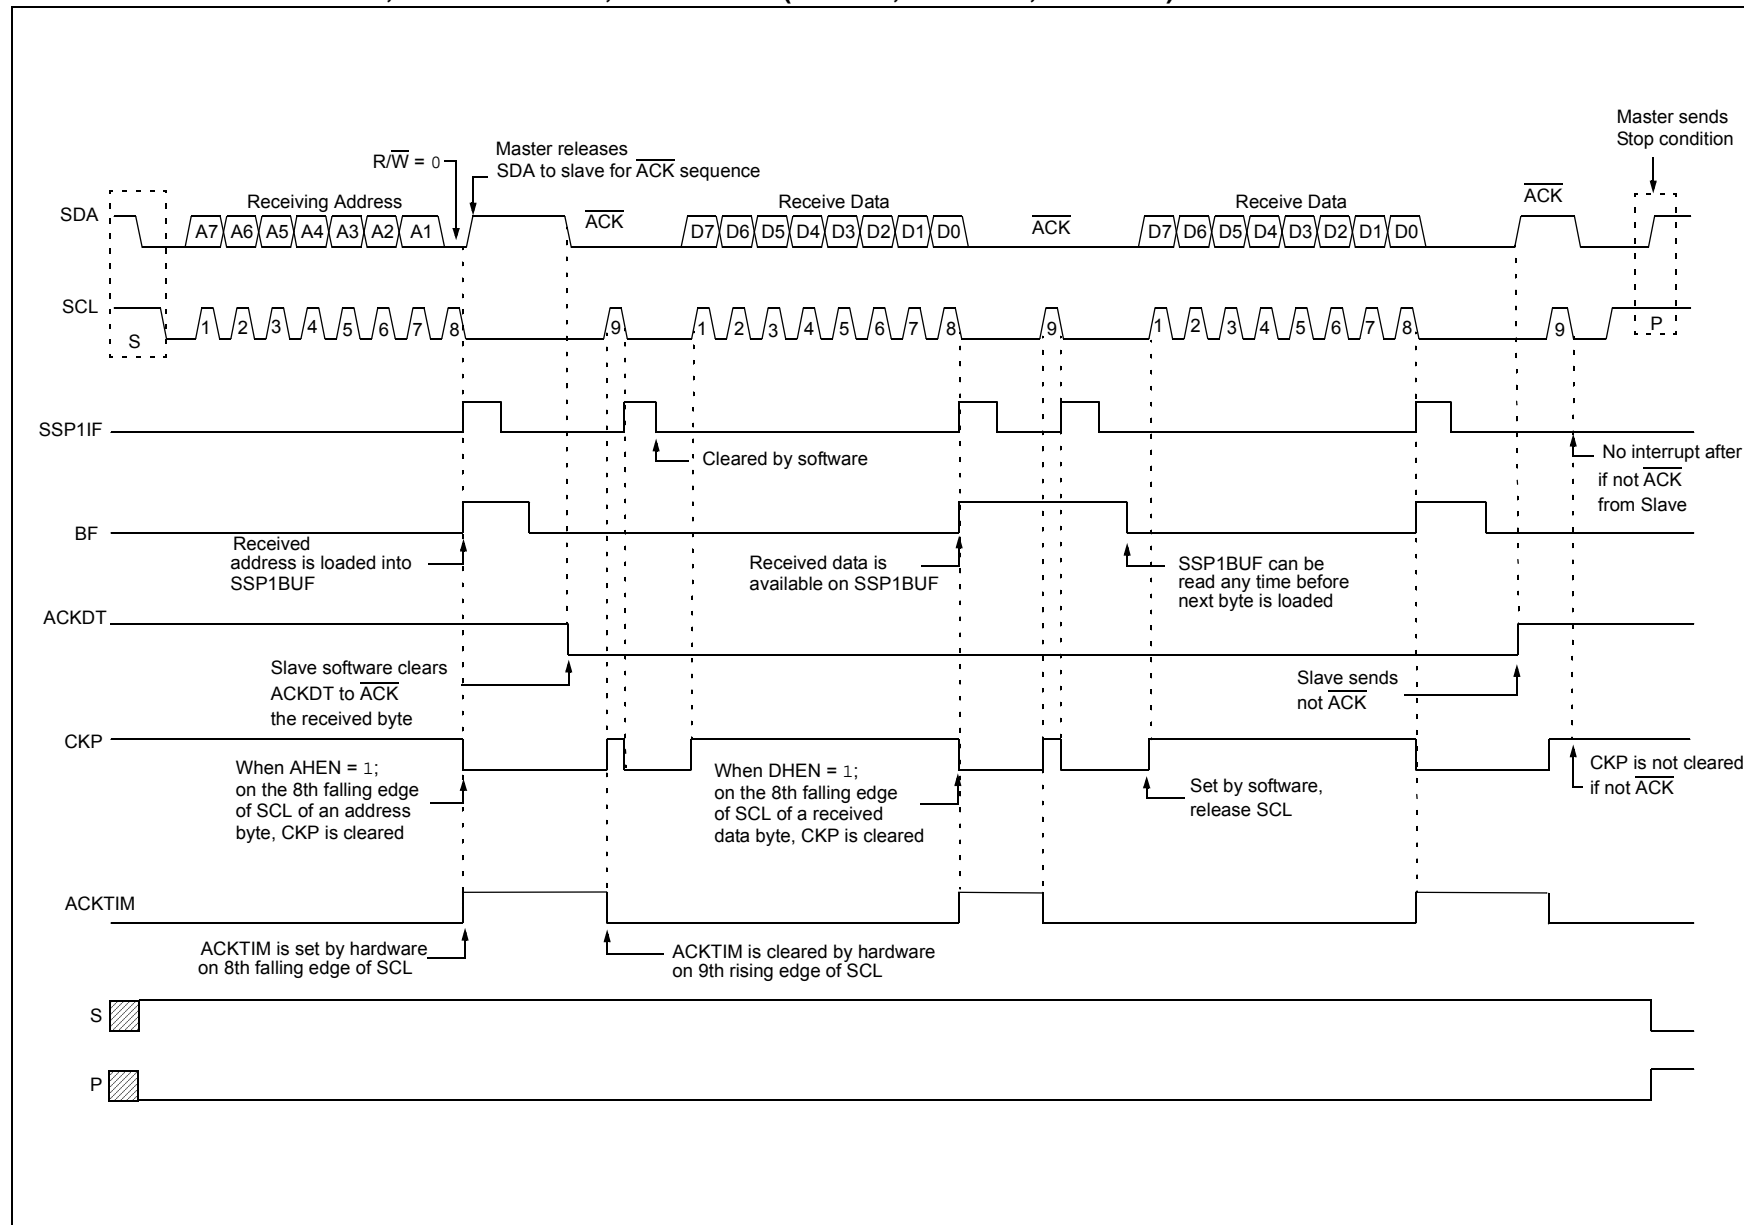 Master sends
Stop condition
R/W = 0
Master releases
SDA to slave for ACK sequence
SDA
Receiving Address
ACK
Receive Data
ACK
Receive Data
ACK
A7 A6 A5 A4 A3 A2 A1
D7 D6 D5 D4 D3 D2 D1 D0
D7 D6 D5 D4 D3 D2 D1 D0
SCL
S
1 2 3 4 5 6 7 8 9
1 2 3 4 5 6 7 8 9
1 2 3 4 5 6 7 8 9
P
SSP1IF
Cleared by software
No interrupt after
if not ACK
from Slave
BF
Received
address is loaded into
SSP1BUF
Received data is
available on SSP1BUF
SSP1BUF can be
read any time before
next byte is loaded
ACKDT
Slave software clears
ACKDT to ACK
the received byte
Slave sends
not ACK
CKP
When AHEN = 1;
on the 8th falling edge
of SCL of an address
byte, CKP is cleared
When DHEN = 1;
on the 8th falling edge
of SCL of a received
data byte, CKP is cleared
Set by software,
release SCL
CKP is not cleared
if not ACK
ACKTIM
ACKTIM is set by hardware
on 8th falling edge of SCL
ACKTIM is cleared by hardware
on 9th rising edge of SCL
S
P